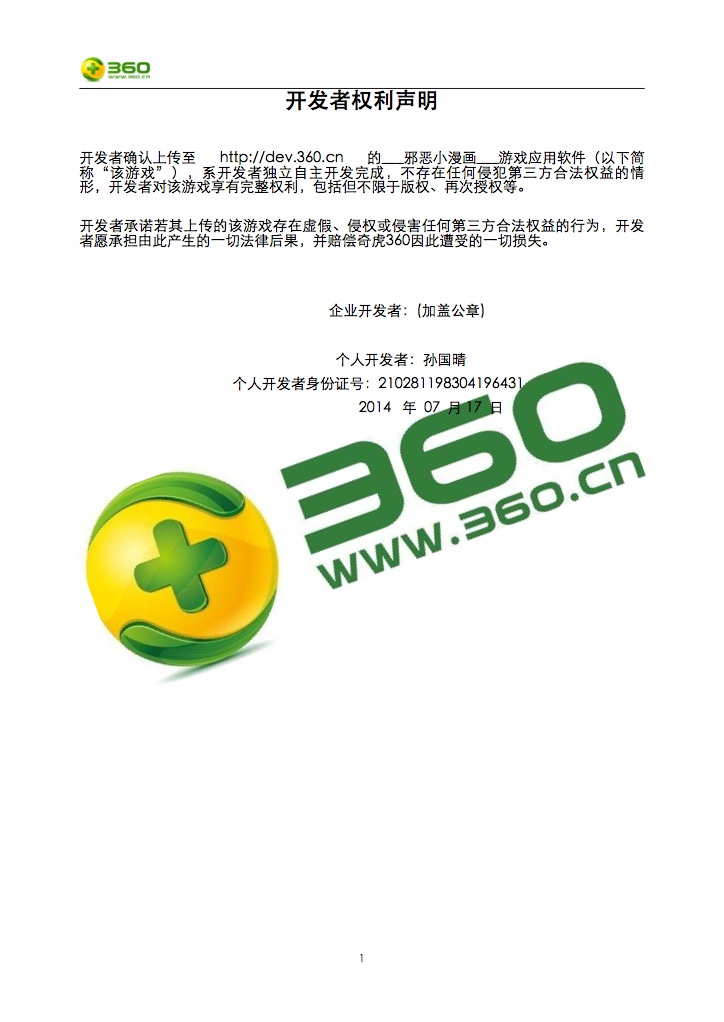 360
WWW.360.CN
开发者权利声明
开发者确认上传至 http://dev.360.cn 的___邪恶小漫画___游戏应用软件（以下简
称“该游戏”），系开发者独立自主开发完成，不存在任何侵犯第三方合法权益的情
形，开发者对该游戏享有完整权利，包括但不限于版权、再次授权等。
开发者承诺若其上传的该游戏存在虚假、侵权或侵害任何第三方合法权益的行为，开发
者愿承担由此产生的一切法律后果，并赔偿奇虎360因此遭受的一切损失。
企业开发者：(加盖公章)
个人开发者：孙国晴
个人开发者身份证号：210281198304196431
2014 年 07 月 17 日
360
www.360.cn
1